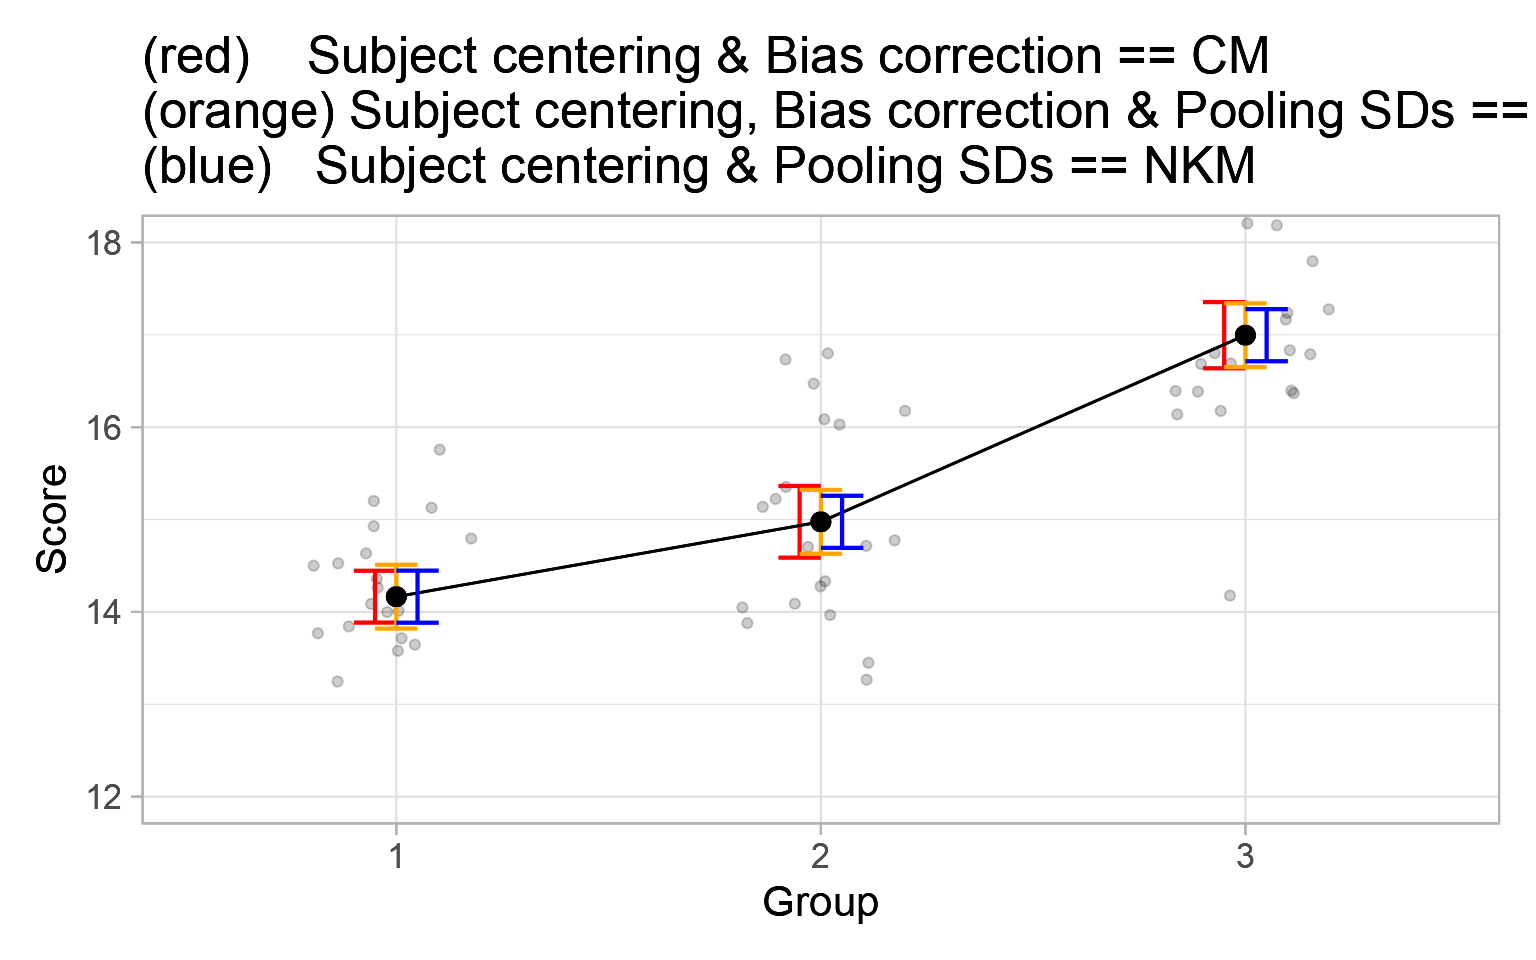 (red)    Subject centering & Bias correction == CM
(orange) Subject centering, Bias correction & Pooling SDs ==
(blue)   Subject centering & Pooling SDs == NKM
18
16
14
12
Score
1 2 3
Group